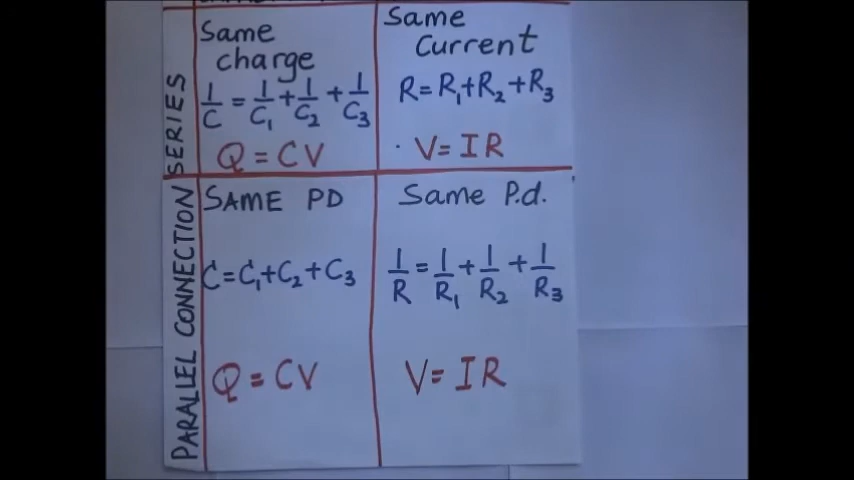 SERIES
Same
charge
1/C = 1/C₁ + 1/C₂ + 1/C₃
Q = CV
Same
Current
R = R₁ + R₂ + R₃
V = IR
PARALLEL CONNECTION
SAME PD
C = C₁ + C₂ + C₃
Q = CV
Same P.d.
1/R = 1/R₁ + 1/R₂ + 1/R₃
V = IR